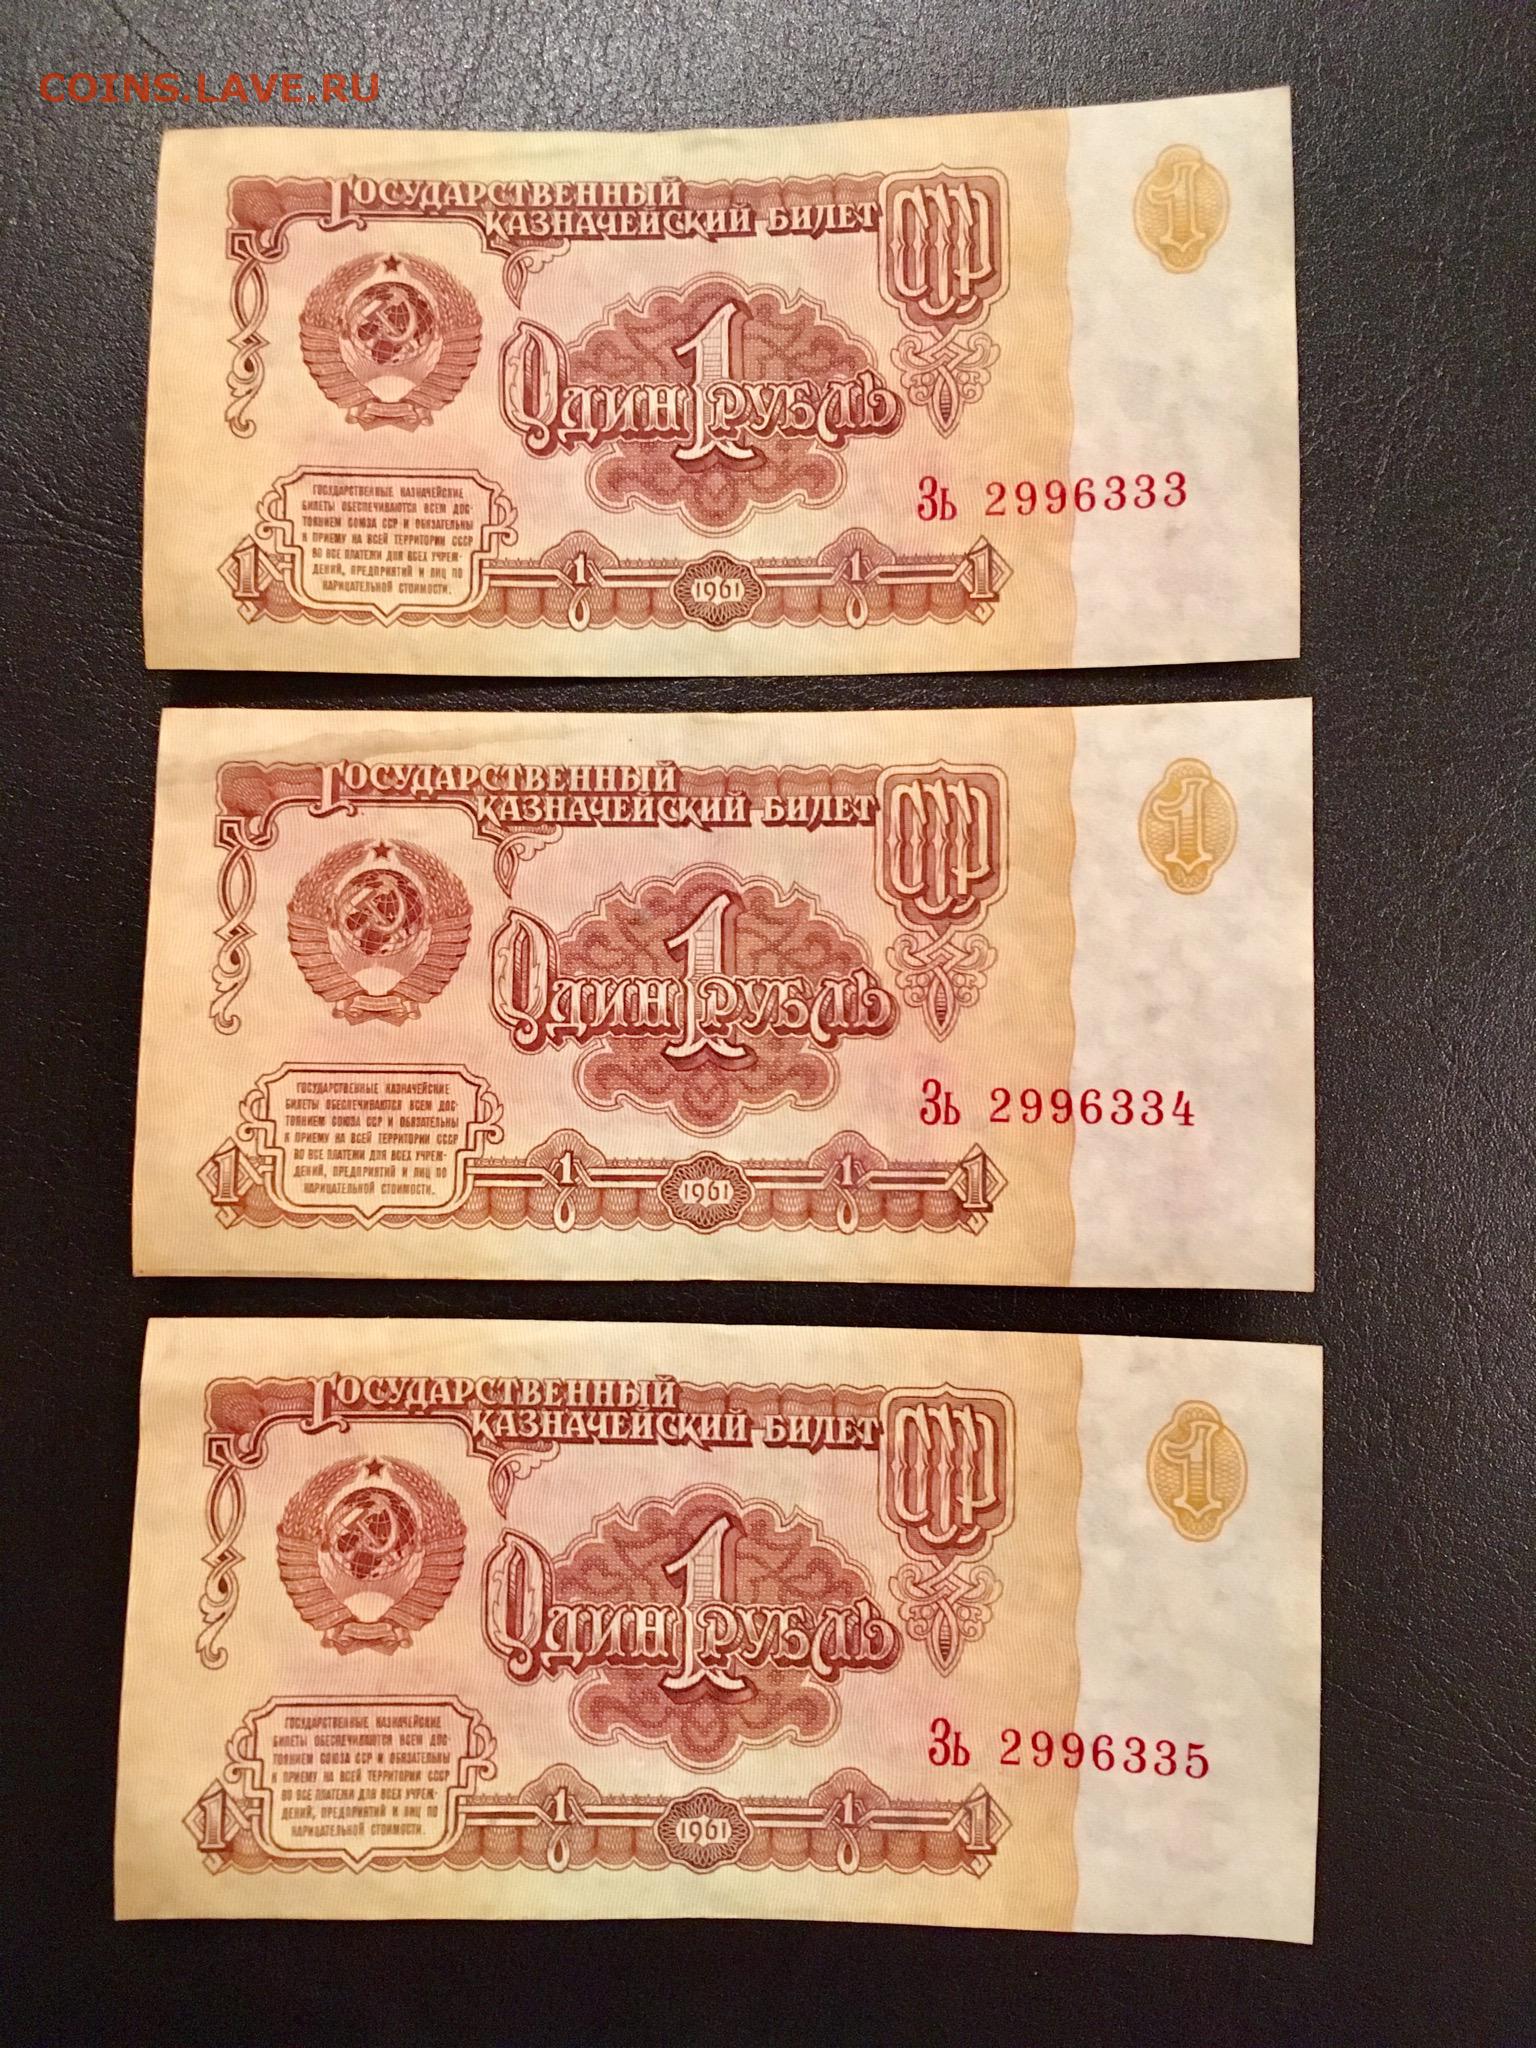 COINS.LAVE.RU
ГОСУДАРСТВЕННЫЙ
КАЗНАЧЕЙСКИЙ БИЛЕТ
СССР
1
1
ОДИН РУБЛЬ
Зь 2996333
ГОСУДАРСТВЕННЫЕ КАЗНАЧЕЙСКИЕ
БИЛЕТЫ ОБЕСПЕЧИВАЮТСЯ ВСЕМ ДОС-
ТОЯНИЕМ СОЮЗА ССР И ОБЯЗАТЕЛЬНЫ
К ПРИЕМУ НА ВСЕЙ ТЕРРИТОРИИ СССР
ВО ВСЕ ПЛАТЕЖИ ДЛЯ ВСЕХ УЧРЕЖ-
ДЕНИЙ, ПРЕДПРИЯТИЙ И ЛИЦ ПО
НАРИЦАТЕЛЬНОЙ СТОИМОСТИ.
1 1 1961 1 1
ГОСУДАРСТВЕННЫЙ
КАЗНАЧЕЙСКИЙ БИЛЕТ
СССР
1
1
ОДИН РУБЛЬ
Зь 2996334
ГОСУДАРСТВЕННЫЕ КАЗНАЧЕЙСКИЕ
БИЛЕТЫ ОБЕСПЕЧИВАЮТСЯ ВСЕМ ДОС-
ТОЯНИЕМ СОЮЗА ССР И ОБЯЗАТЕЛЬНЫ
К ПРИЕМУ НА ВСЕЙ ТЕРРИТОРИИ СССР
ВО ВСЕ ПЛАТЕЖИ ДЛЯ ВСЕХ УЧРЕЖ-
ДЕНИЙ, ПРЕДПРИЯТИЙ И ЛИЦ ПО
НАРИЦАТЕЛЬНОЙ СТОИМОСТИ.
1 1 1961 1 1
ГОСУДАРСТВЕННЫЙ
КАЗНАЧЕЙСКИЙ БИЛЕТ
СССР
1
1
ОДИН РУБЛЬ
Зь 2996335
ГОСУДАРСТВЕННЫЕ КАЗНАЧЕЙСКИЕ
БИЛЕТЫ ОБЕСПЕЧИВАЮТСЯ ВСЕМ ДОС-
ТОЯНИЕМ СОЮЗА ССР И ОБЯЗАТЕЛЬНЫ
К ПРИЕМУ НА ВСЕЙ ТЕРРИТОРИИ СССР
ВО ВСЕ ПЛАТЕЖИ ДЛЯ ВСЕХ УЧРЕЖ-
ДЕНИЙ, ПРЕДПРИЯТИЙ И ЛИЦ ПО
НАРИЦАТЕЛЬНОЙ СТОИМОСТИ.
1 1 1961 1 1